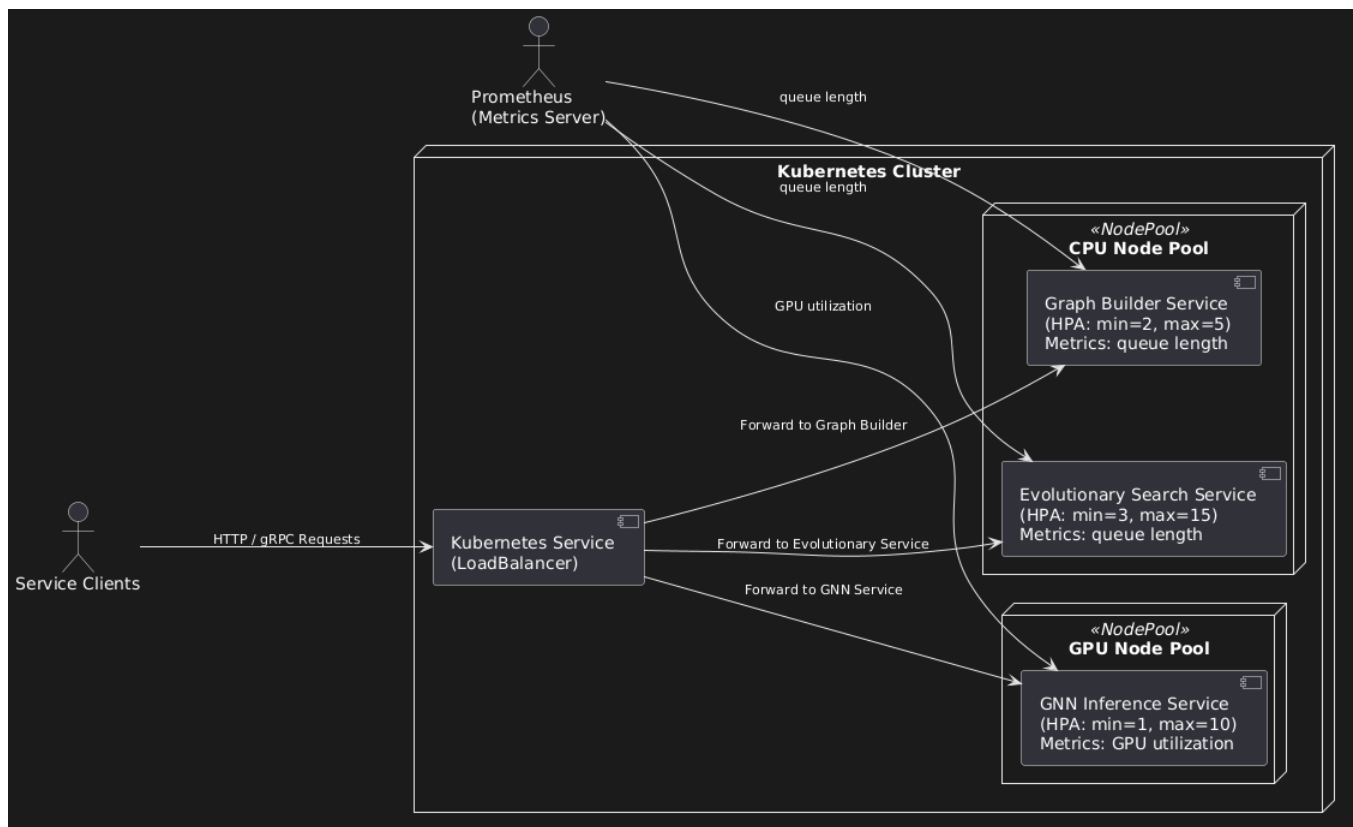 Prometheus
(Metrics Server)
queue length
Kubernetes Cluster
queue length
«NodePool»
CPU Node Pool
Graph Builder Service
(HPA: min=2, max=5)
Metrics: queue length
GPU utilization
Forward to Graph Builder
Evolutionary Search Service
(HPA: min=3, max=15)
Metrics: queue length
Service Clients
HTTP / gRPC Requests
Kubernetes Service
(LoadBalancer)
Forward to Evolutionary Service
Forward to GNN Service
«NodePool»
GPU Node Pool
GNN Inference Service
(HPA: min=1, max=10)
Metrics: GPU utilization